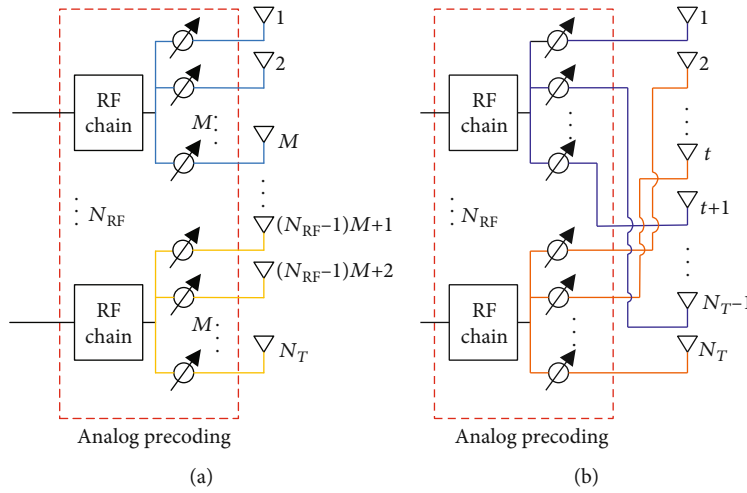 1
2
RF
chain
M
M
N_RF
(N_RF−1)M+1
(N_RF−1)M+2
RF
chain
M
N_T
Analog precoding
(a)
1
2
RF
chain
t
t+1
N_RF
N_T−1
RF
chain
N_T
Analog precoding
(b)